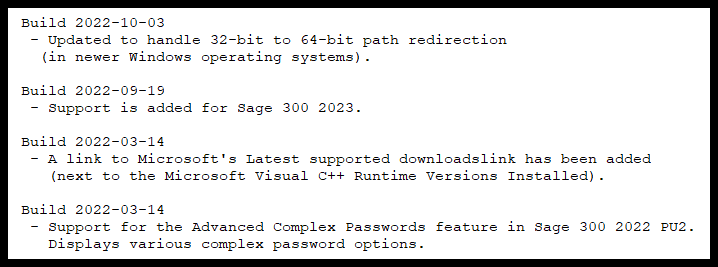 Build 2022-10-03
- Updated to handle 32-bit to 64-bit path redirection
(in newer Windows operating systems).
Build 2022-09-19
- Support is added for Sage 300 2023.
Build 2022-03-14
- A link to Microsoft's Latest supported downloadslink has been added
(next to the Microsoft Visual C++ Runtime Versions Installed).
Build 2022-03-14
- Support for the Advanced Complex Passwords feature in Sage 300 2022 PU2.
Displays various complex password options.